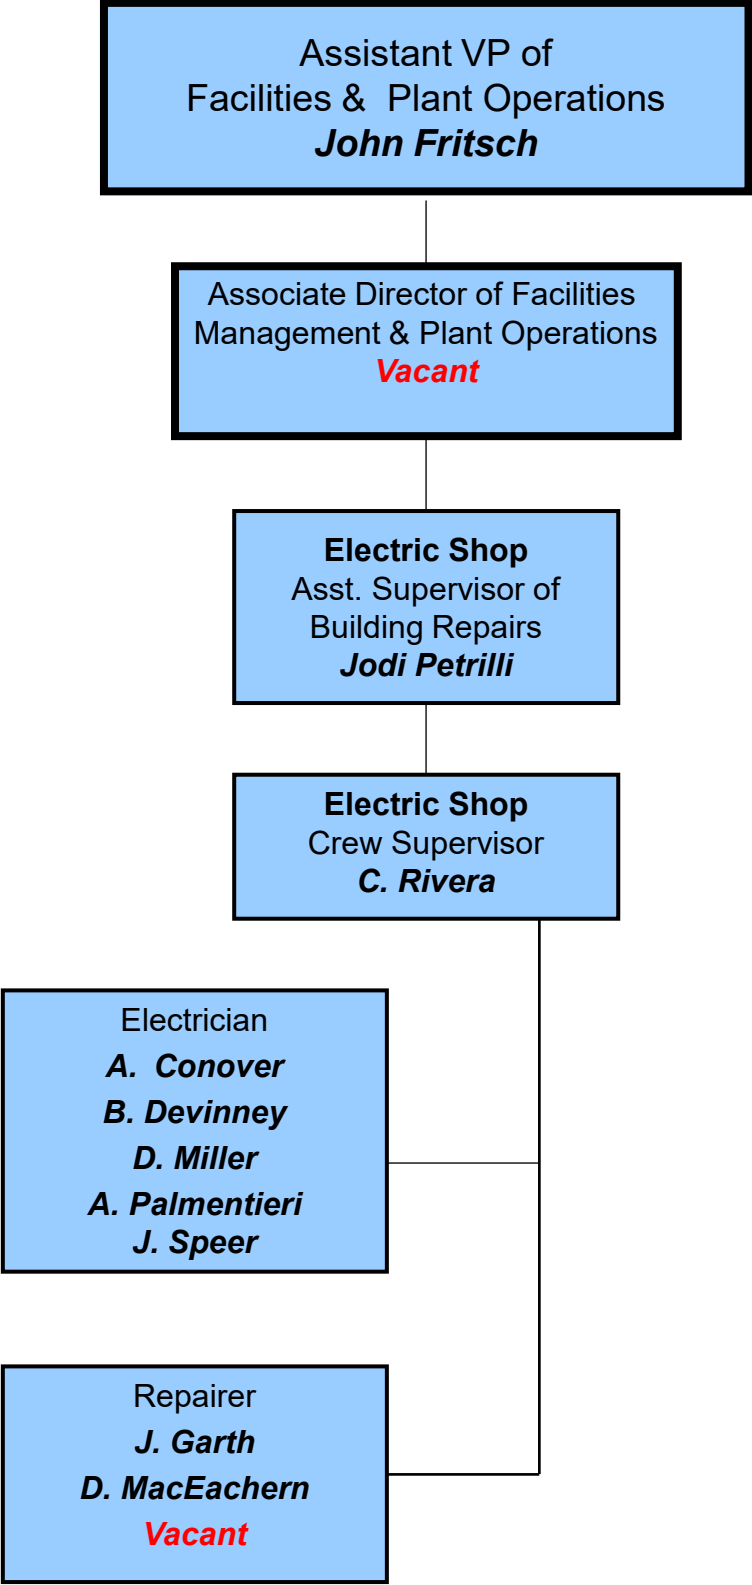 Assistant VP of
Facilities & Plant Operations
John Fritsch
Associate Director of Facilities
Management & Plant Operations
Vacant
Electric Shop
Asst. Supervisor of
Building Repairs
Jodi Petrilli
Electric Shop
Crew Supervisor
C. Rivera
Electrician
A. Conover
B. Devinney
D. Miller
A. Palmentieri
J. Speer
Repairer
J. Garth
D. MacEachern
Vacant